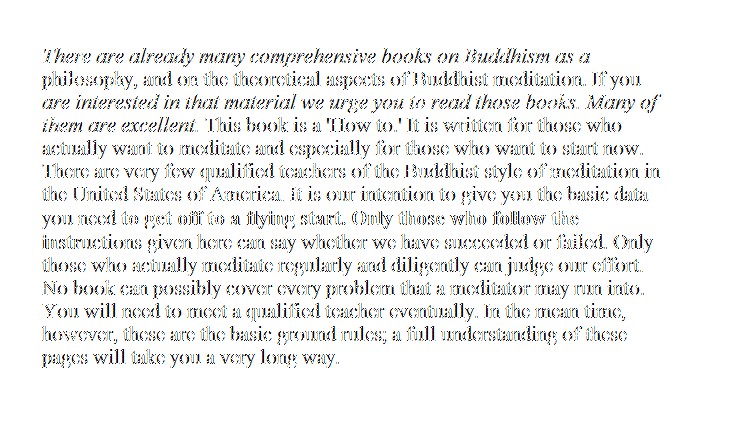 There are already many comprehensive books on Buddhism as a
philosophy, and on the theoretical aspects of Buddhist meditation. If you
are interested in that material we urge you to read those books. Many of
them are excellent. This book is a 'How to.' It is written for those who
actually want to meditate and especially for those who want to start now.
There are very few qualified teachers of the Buddhist style of meditation in
the United States of America. It is our intention to give you the basic data
you need to get off to a flying start. Only those who follow the
instructions given here can say whether we have succeeded or failed. Only
those who actually meditate regularly and diligently can judge our effort.
No book can possibly cover every problem that a meditator may run into.
You will need to meet a qualified teacher eventually. In the mean time,
however, these are the basic ground rules; a full understanding of these
pages will take you a very long way.